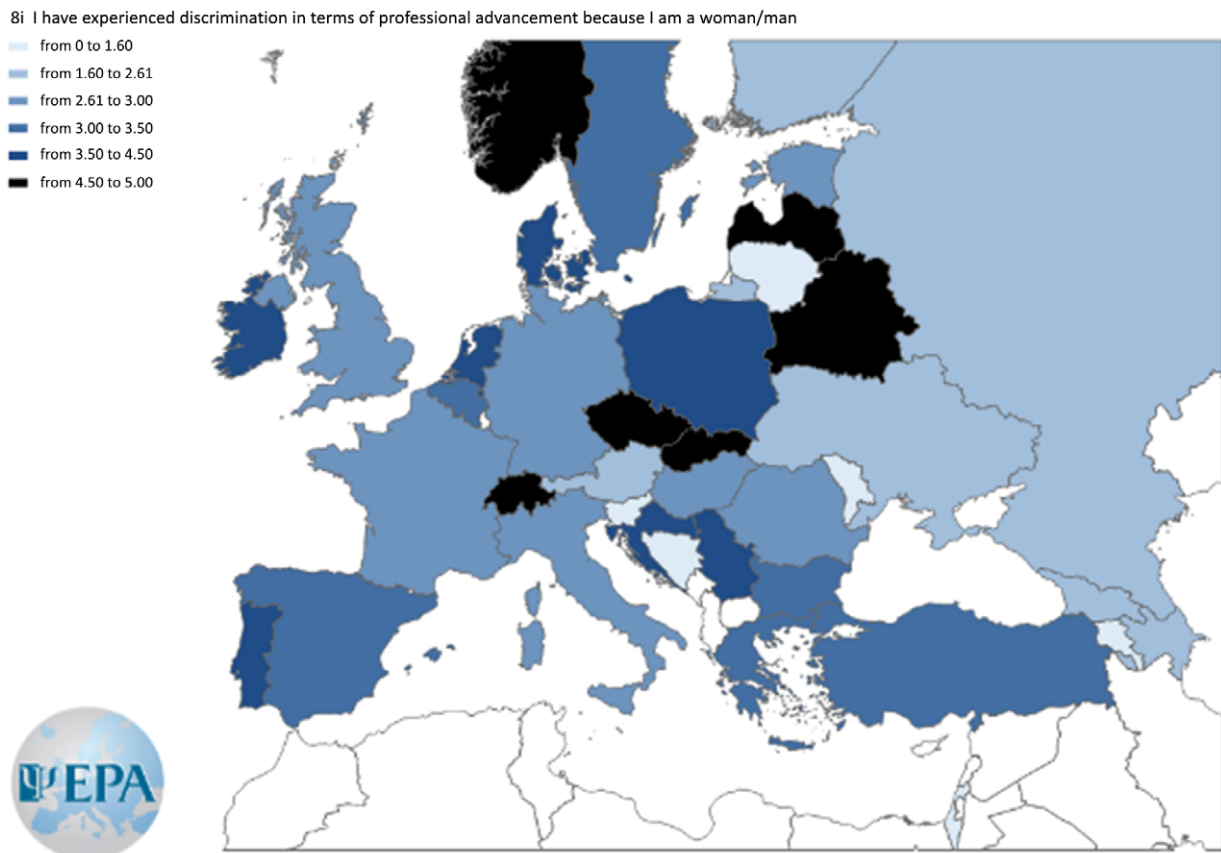 8i I have experienced discrimination in terms of professional advancement because I am a woman/man
from 0 to 1.60
from 1.60 to 2.61
from 2.61 to 3.00
from 3.00 to 3.50
from 3.50 to 4.50
from 4.50 to 5.00
EPA